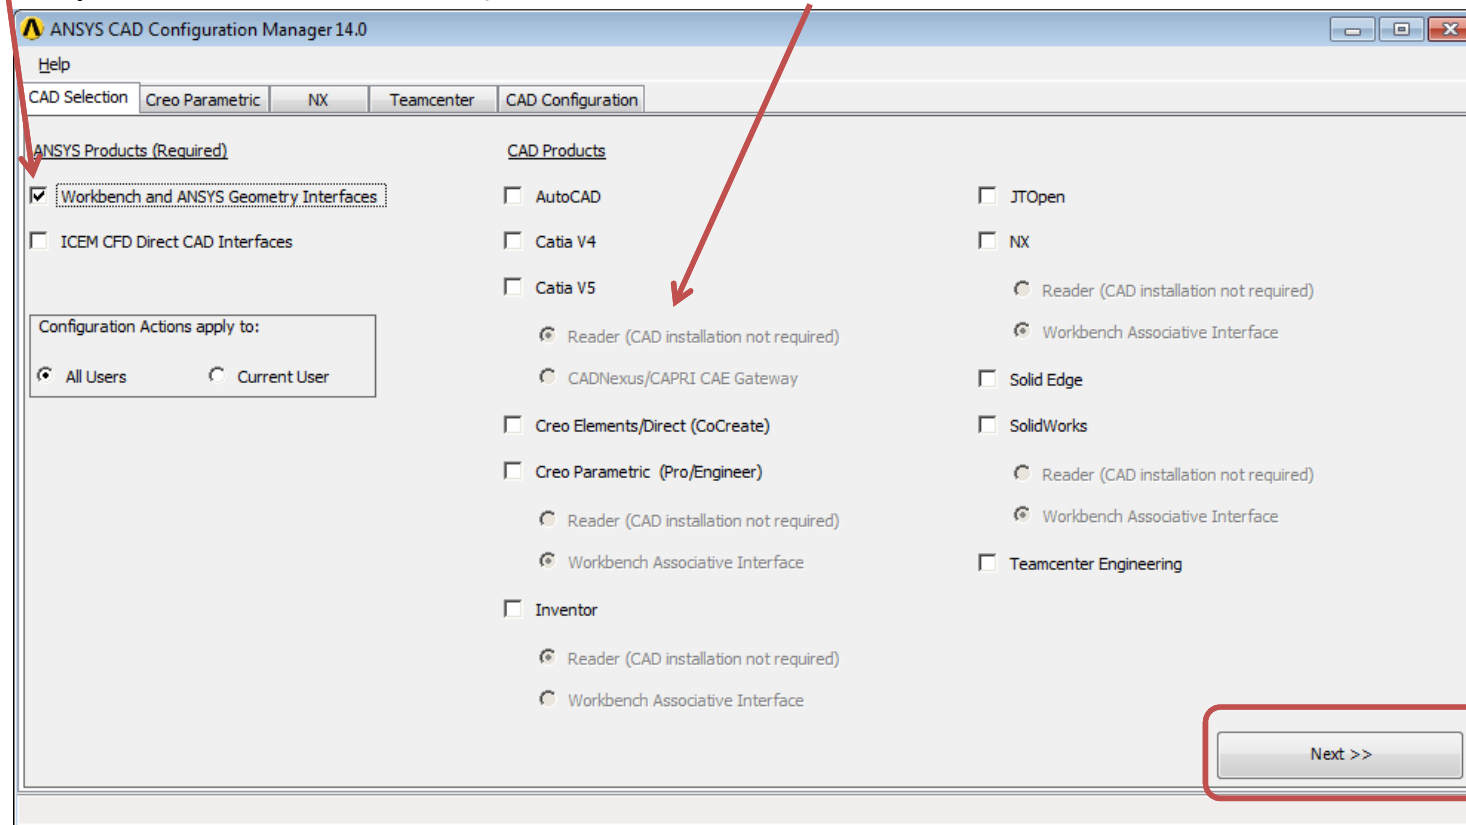 ANSYS CAD Configuration Manager 14.0
Help
CAD Selection
Creo Parametric
NX
Teamcenter
CAD Configuration
ANSYS Products (Required)
Workbench and ANSYS Geometry Interfaces
ICEM CFD Direct CAD Interfaces
Configuration Actions apply to:
All Users
Current User
CAD Products
AutoCAD
Catia V4
Catia V5
Reader (CAD installation not required)
CADNexus/CAPRI CAE Gateway
Creo Elements/Direct (CoCreate)
Creo Parametric (Pro/Engineer)
Reader (CAD installation not required)
Workbench Associative Interface
Inventor
Reader (CAD installation not required)
Workbench Associative Interface
JTOpen
NX
Reader (CAD installation not required)
Workbench Associative Interface
Solid Edge
SolidWorks
Reader (CAD installation not required)
Workbench Associative Interface
Teamcenter Engineering
Next >>